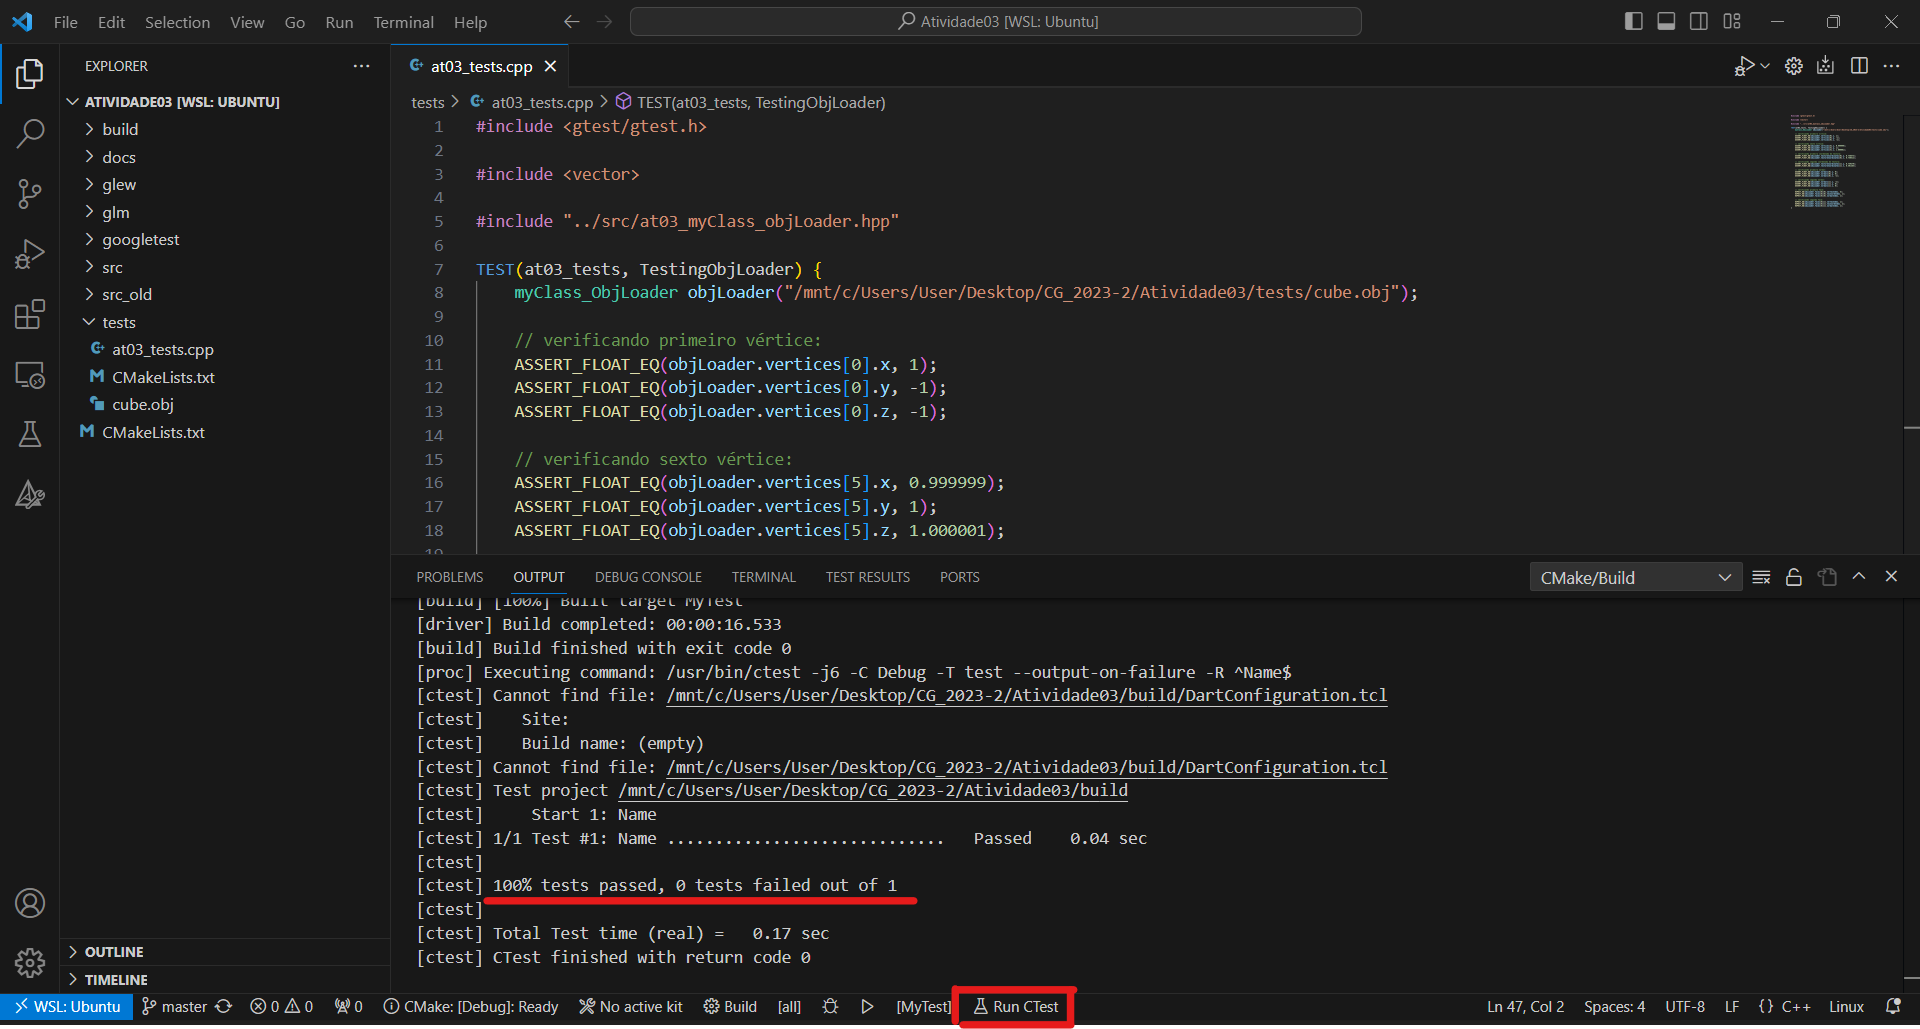 File Edit Selection View Go Run Terminal Help
Atividade03 [WSL: Ubuntu]
EXPLORER
ATIVIDADE03 [WSL: UBUNTU]
build
docs
glew
glm
googletest
src
src_old
tests
at03_tests.cpp
CMakeLists.txt
cube.obj
CMakeLists.txt
OUTLINE
TIMELINE
at03_tests.cpp
tests > at03_tests.cpp > TEST(at03_tests, TestingObjLoader)
1 #include <gtest/gtest.h>
2
3 #include <vector>
4
5 #include "../src/at03_myClass_objLoader.hpp"
6
7 TEST(at03_tests, TestingObjLoader) {
8 myClass_ObjLoader objLoader("/mnt/c/Users/User/Desktop/CG_2023-2/Atividade03/tests/cube.obj");
9
10 // verificando primeiro vértice:
11 ASSERT_FLOAT_EQ(objLoader.vertices[0].x, 1);
12 ASSERT_FLOAT_EQ(objLoader.vertices[0].y, -1);
13 ASSERT_FLOAT_EQ(objLoader.vertices[0].z, -1);
14
15 // verificando sexto vértice:
16 ASSERT_FLOAT_EQ(objLoader.vertices[5].x, 0.999999);
17 ASSERT_FLOAT_EQ(objLoader.vertices[5].y, 1);
18 ASSERT_FLOAT_EQ(objLoader.vertices[5].z, 1.000001);
19
PROBLEMS OUTPUT DEBUG CONSOLE TERMINAL TEST RESULTS PORTS
CMake/Build
[build] [100%] Built target MyTest
[driver] Build completed: 00:00:16.533
[build] Build finished with exit code 0
[proc] Executing command: /usr/bin/ctest -j6 -C Debug -T test --output-on-failure -R ^Name$
[ctest] Cannot find file: /mnt/c/Users/User/Desktop/CG_2023-2/Atividade03/build/DartConfiguration.tcl
[ctest] Site:
[ctest] Build name: (empty)
[ctest] Cannot find file: /mnt/c/Users/User/Desktop/CG_2023-2/Atividade03/build/DartConfiguration.tcl
[ctest] Test project /mnt/c/Users/User/Desktop/CG_2023-2/Atividade03/build
[ctest] Start 1: Name
[ctest] 1/1 Test #1: Name ............................. Passed 0.04 sec
[ctest]
[ctest] 100% tests passed, 0 tests failed out of 1
[ctest]
[ctest] Total Test time (real) = 0.17 sec
[ctest] CTest finished with return code 0
WSL: Ubuntu master 0 0 0 CMake: [Debug]: Ready No active kit Build [all] [MyTest] Run CTest Ln 47, Col 2 Spaces: 4 UTF-8 LF {} C++ Linux